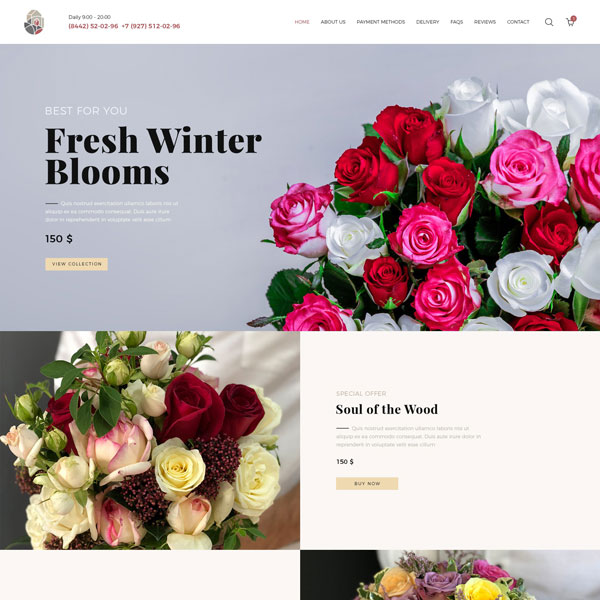 Daily 9:00 - 20:00
(8442) 52-02-96 +7 (927) 512-02-96
HOME ABOUT US PAYMENT METHODS DELIVERY FAQS REVIEWS CONTACT
BEST FOR YOU
Fresh Winter
Blooms
Quis nostrud exercitation ullamco laboris nisi ut
aliquip ex ea commodo consequat. Duis aute irure
dolor in reprehenderit in voluptate velit esse cillum
150 $
VIEW COLLECTION
SPECIAL OFFER
Soul of the Wood
Quis nostrud exercitation ullamco laboris nisi ut
aliquip ex ea commodo consequat. Duis aute irure dolor
in reprehenderit in voluptate velit esse cillum
150 $
BUY NOW